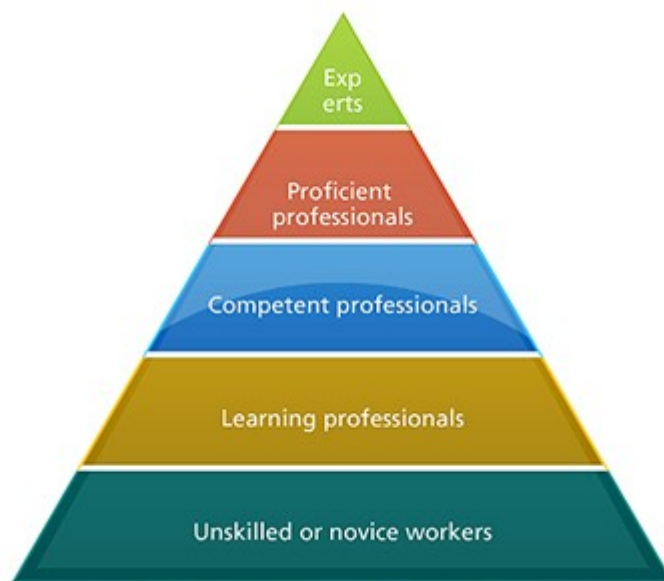 Exp
erts
Proficient
professionals
Competent professionals
Learning professionals
Unskilled or novice workers